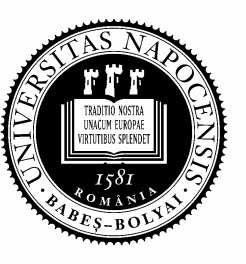 UNIVERSITAS NAPOCENSIS
TRADITIO NOSTRA
UNACUM EUROPAE
VIRTUTIBUS SPLENDET
1581
ROMÂNIA
· BABEȘ-BOLYAI ·